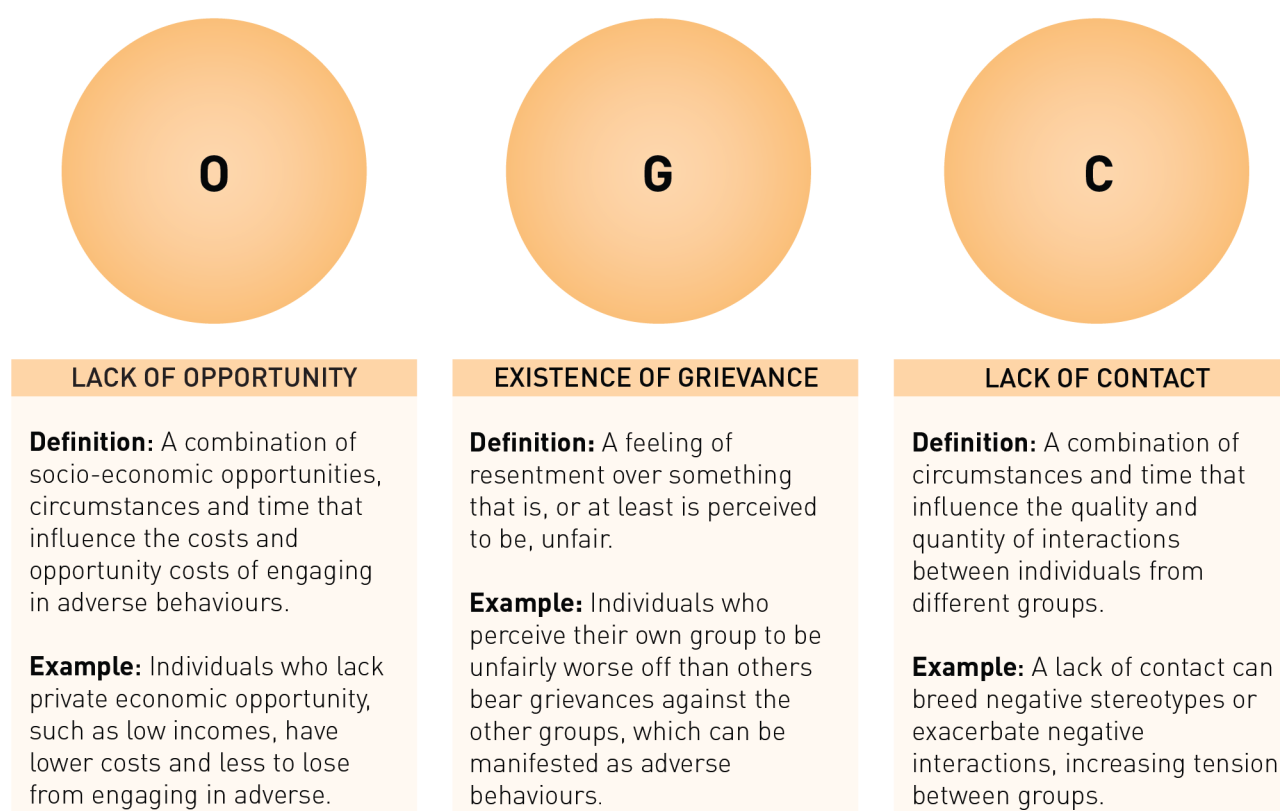 O
LACK OF OPPORTUNITY
Definition: A combination of
socio-economic opportunities,
circumstances and time that
influence the costs and
opportunity costs of engaging
in adverse behaviours.
Example: Individuals who lack
private economic opportunity,
such as low incomes, have
lower costs and less to lose
from engaging in adverse.
G
EXISTENCE OF GRIEVANCE
Definition: A feeling of
resentment over something
that is, or at least is perceived
to be, unfair.
Example: Individuals who
perceive their own group to be
unfairly worse off than others
bear grievances against the
other groups, which can be
manifested as adverse
behaviours.
C
LACK OF CONTACT
Definition: A combination of
circumstances and time that
influence the quality and
quantity of interactions
between individuals from
different groups.
Example: A lack of contact can
breed negative stereotypes or
exacerbate negative
interactions, increasing tension
between groups.